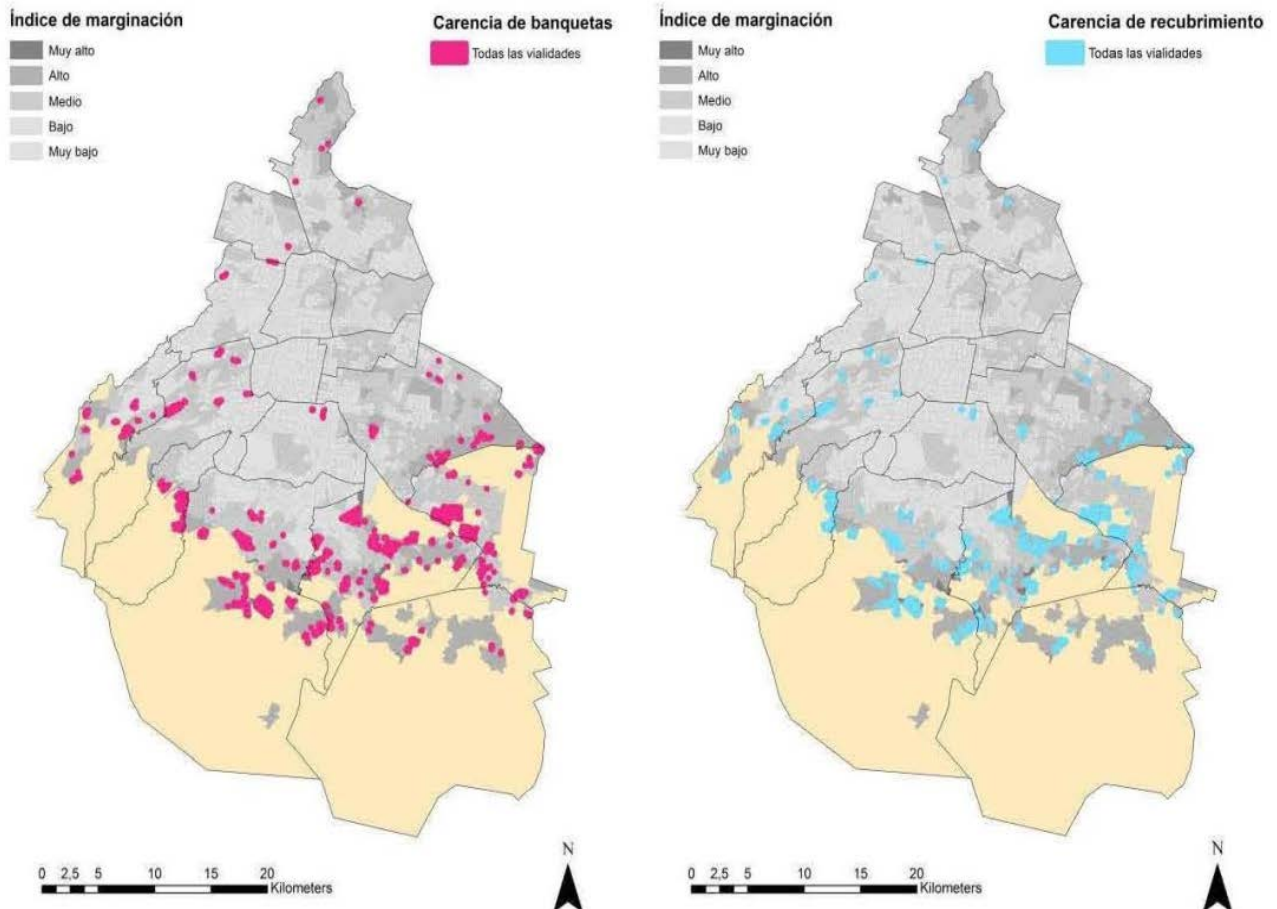 Índice de marginación
Muy alto
Alto
Medio
Bajo
Muy bajo
Carencia de banquetas
Todas las vialidades
N
0 2,5 5 10 15 20
Kilometers
Índice de marginación
Muy alto
Alto
Medio
Bajo
Muy bajo
Carencia de recubrimiento
Todas las vialidades
N
0 2,5 5 10 15 20
Kilometers